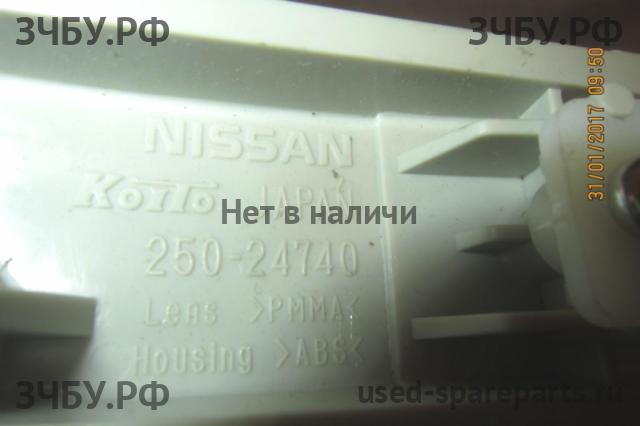 ЗЧБУ.РФ ЗЧБУ.РФ
NISSAN
KOITO JAPAN
Нет в наличи
250-24740
Lens >PMMA<
Housing >ABS<
31/01/2017 09:50
ЗЧБУ.РФ used-spareparts.ru